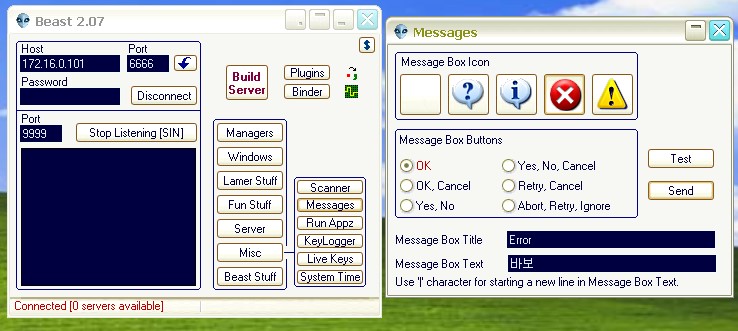 Beast 2.07
Host
Port
172.16.0.101
6666
Password
Disconnect
Port
9999
Stop Listening [SIN]
$
Build
Server
Plugins
Binder
Managers
Windows
Lamer Stuff
Fun Stuff
Server
Misc
Beast Stuff
Scanner
Messages
Run Appz
KeyLogger
Live Keys
System Time
Connected [0 servers available]
Messages
Message Box Icon
Message Box Buttons
OK
Yes, No, Cancel
OK, Cancel
Retry, Cancel
Yes, No
Abort, Retry, Ignore
Test
Send
Message Box Title
Error
Message Box Text
바보
Use '|' character for starting a new line in Message Box Text.